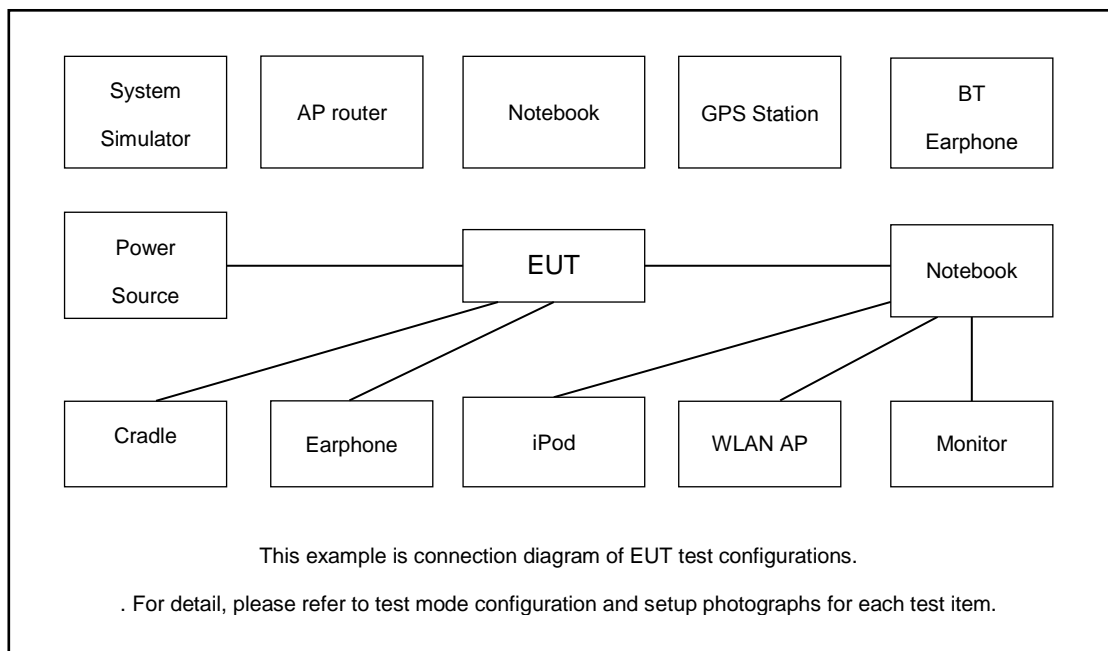 System
Simulator
AP router
Notebook
GPS Station
BT
Earphone
Power
Source
EUT
Notebook
Cradle
Earphone
iPod
WLAN AP
Monitor
This example is connection diagram of EUT test configurations.
. For detail, please refer to test mode configuration and setup photographs for each test item.